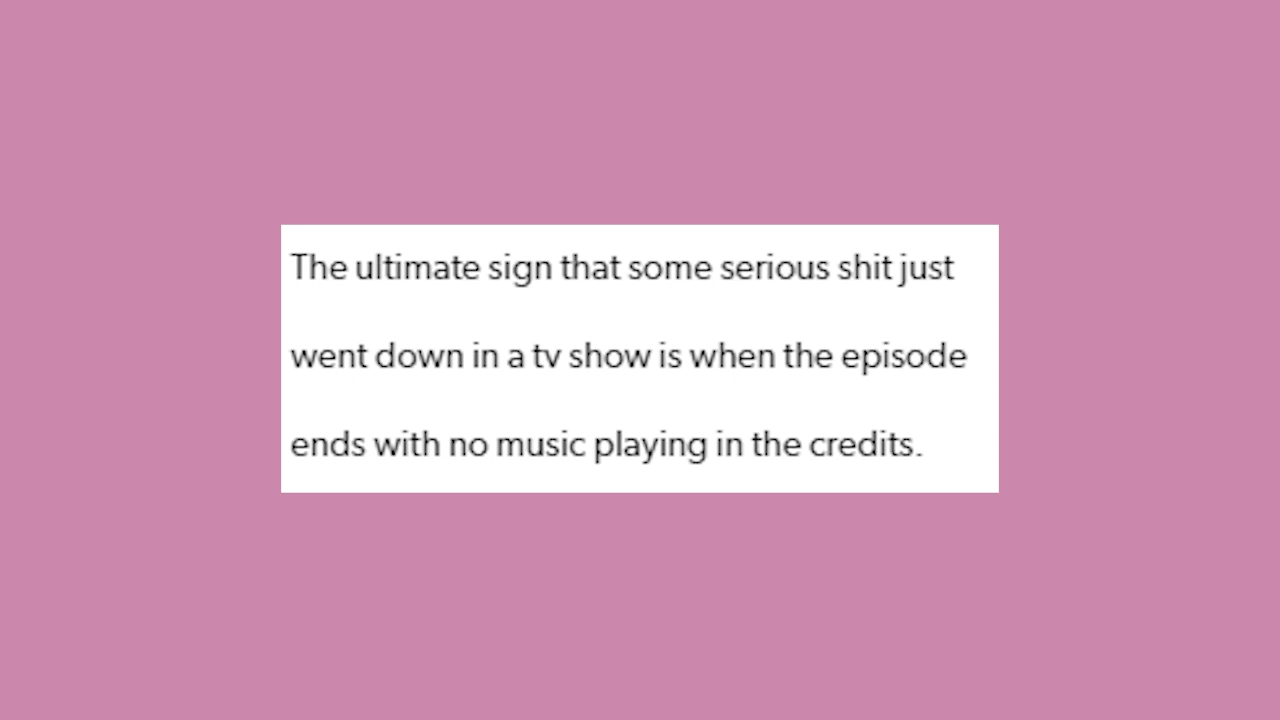 The ultimate sign that some serious shit just
went down in a tv show is when the episode
ends with no music playing in the credits.